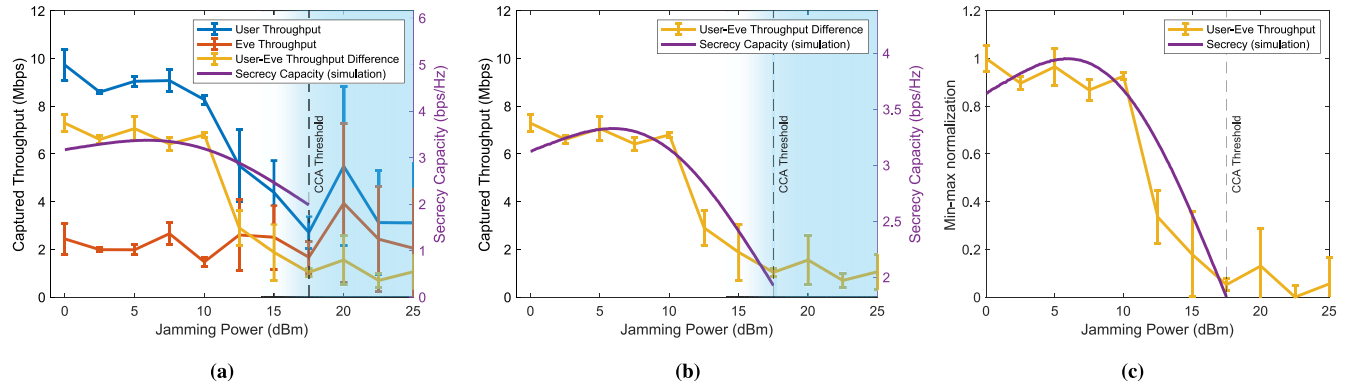 12
10
8
6
4
2
0
Captured Throughput (Mbps)
User Throughput
Eve Throughput
User-Eve Throughput Difference
Secrecy Capacity (simulation)
CCA Threshold
6
5
4
3
2
1
0
Secrecy Capacity (bps/Hz)
0 5 10 15 20 25
Jamming Power (dBm)
(a)
12
10
8
6
4
2
0
Captured Throughput (Mbps)
User-Eve Throughput Difference
Secrecy Capacity (simulation)
CCA Threshold
4
3.5
3
2.5
2
Secrecy Capacity (bps/Hz)
0 5 10 15 20 25
Jamming Power (dBm)
(b)
1.2
1
0.8
0.6
0.4
0.2
0
Min-max normalization
User-Eve Throughput
Secrecy Capacity (simulation)
CCA Threshold
0 5 10 15 20 25
Jamming Power (dBm)
(c)